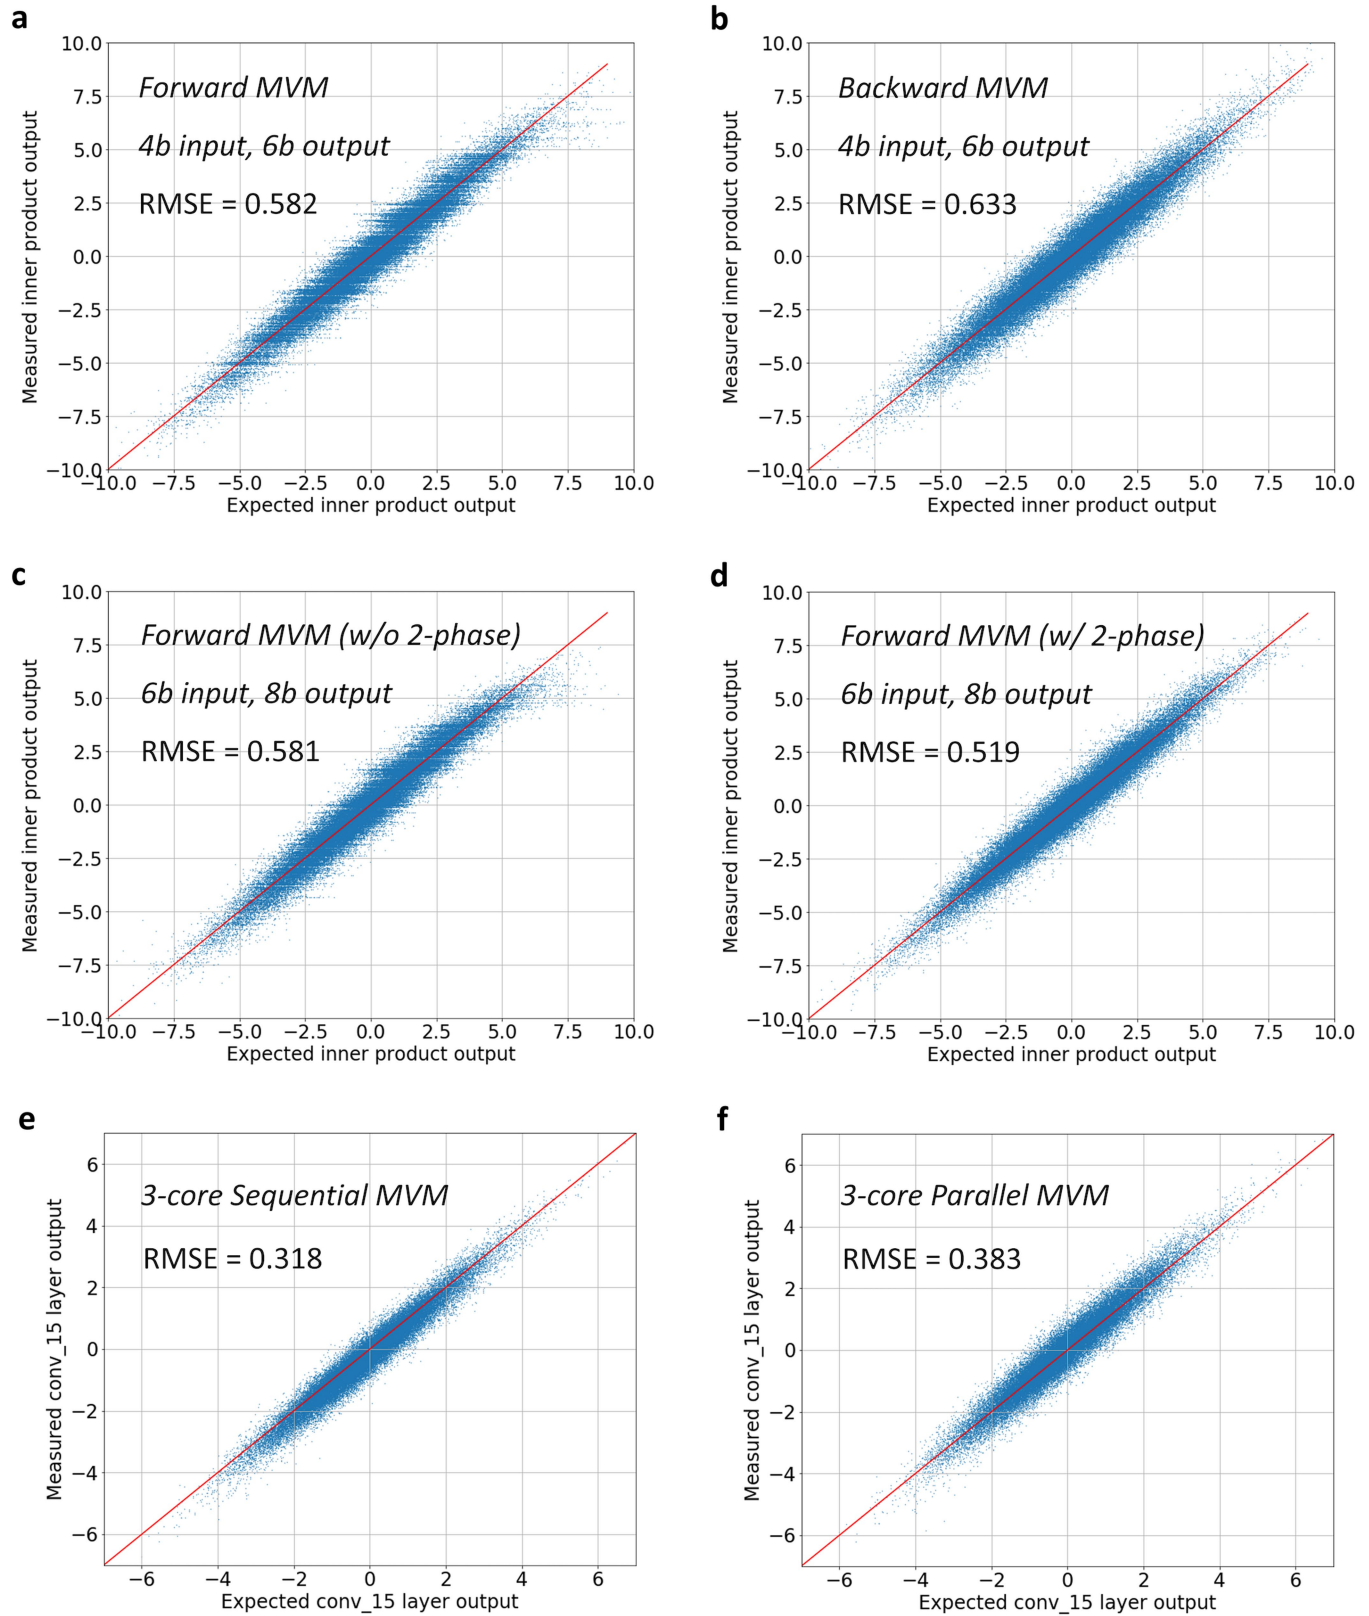 a
10.0
7.5
5.0
2.5
0.0
−2.5
−5.0
−7.5
−10.0
Measured inner product output
Forward MVM
4b input, 6b output
RMSE = 0.582
−10.0 −7.5 −5.0 −2.5 0.0 2.5 5.0 7.5 10.0
Expected inner product output
b
10.0
7.5
5.0
2.5
0.0
−2.5
−5.0
−7.5
−10.0
Measured inner product output
Backward MVM
4b input, 6b output
RMSE = 0.633
−10.0 −7.5 −5.0 −2.5 0.0 2.5 5.0 7.5 10.0
Expected inner product output
c
10.0
7.5
5.0
2.5
0.0
−2.5
−5.0
−7.5
−10.0
Measured inner product output
Forward MVM (w/o 2-phase)
6b input, 8b output
RMSE = 0.581
−10.0 −7.5 −5.0 −2.5 0.0 2.5 5.0 7.5 10.0
Expected inner product output
d
10.0
7.5
5.0
2.5
0.0
−2.5
−5.0
−7.5
−10.0
Measured inner product output
Forward MVM (w/ 2-phase)
6b input, 8b output
RMSE = 0.519
−10.0 −7.5 −5.0 −2.5 0.0 2.5 5.0 7.5 10.0
Expected inner product output
e
6
4
2
0
−2
−4
−6
Measured conv_15 layer output
3-core Sequential MVM
RMSE = 0.318
−6 −4 −2 0 2 4 6
Expected conv_15 layer output
f
6
4
2
0
−2
−4
−6
Measured conv_15 layer output
3-core Parallel MVM
RMSE = 0.383
−6 −4 −2 0 2 4 6
Expected conv_15 layer output